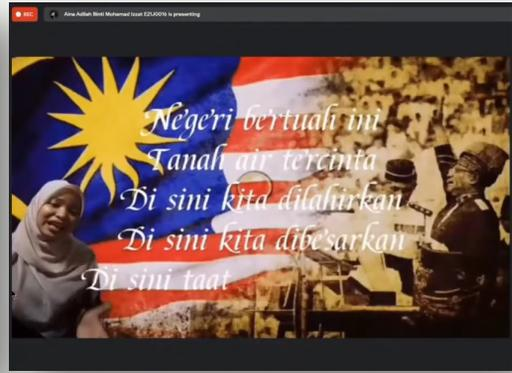 REC Aina Adilah Binti Mohamad Izzat E21J0016 is presenting
Negeri bertuah ini
Tanah air tercinta
Di sini kita dilahirkan
Di sini kita dibesarkan
Di sini taat